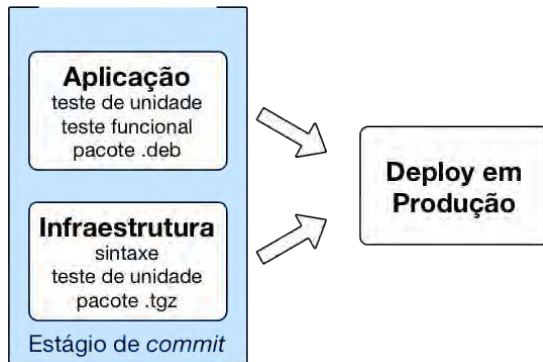 Aplicação
teste de unidade
teste funcional
pacote .deb
Infraestrutura
sintaxe
teste de unidade
pacote .tgz
Estágio de commit
Deploy em
Produção